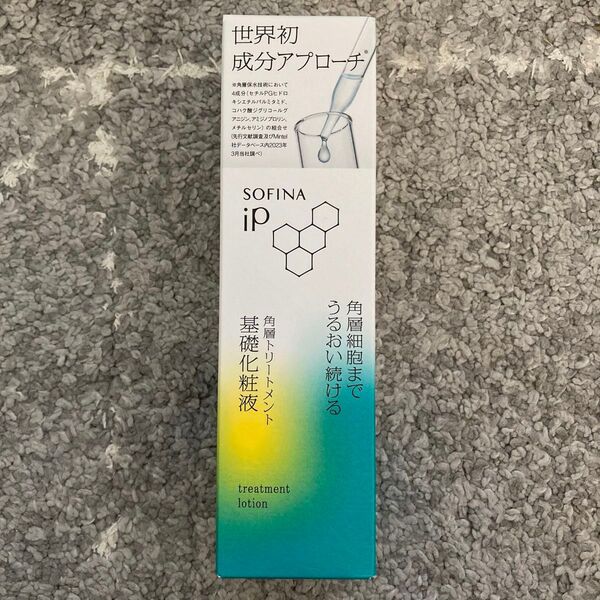 世界初
成分アプローチ※
※角層保水技術において
4成分(セチルPGヒドロ
キシエチルパルミタミド、
コハク酸ジグリコールグ
アニジン、アミジノプロリン、
メチルセリン)の組合せ
(先行文献調査及びMintel
社データベース内2023年
3月当社調べ)
SOFINA
iP
角層細胞まで
うるおい続ける
角層トリートメント
基礎化粧液
treatment
lotion